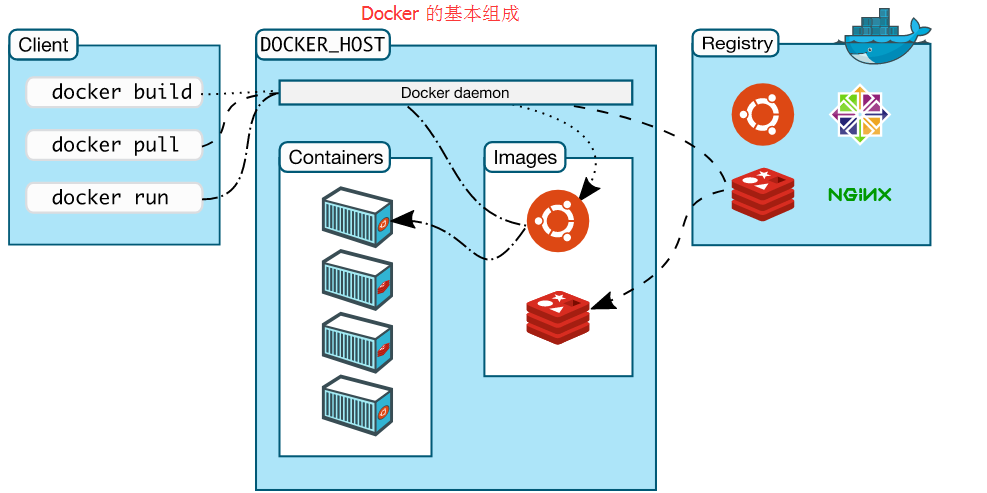 Docker 的基本组成
Client
docker build
docker pull
docker run
DOCKER_HOST
Docker daemon
Containers
Images
Registry
NGiNX